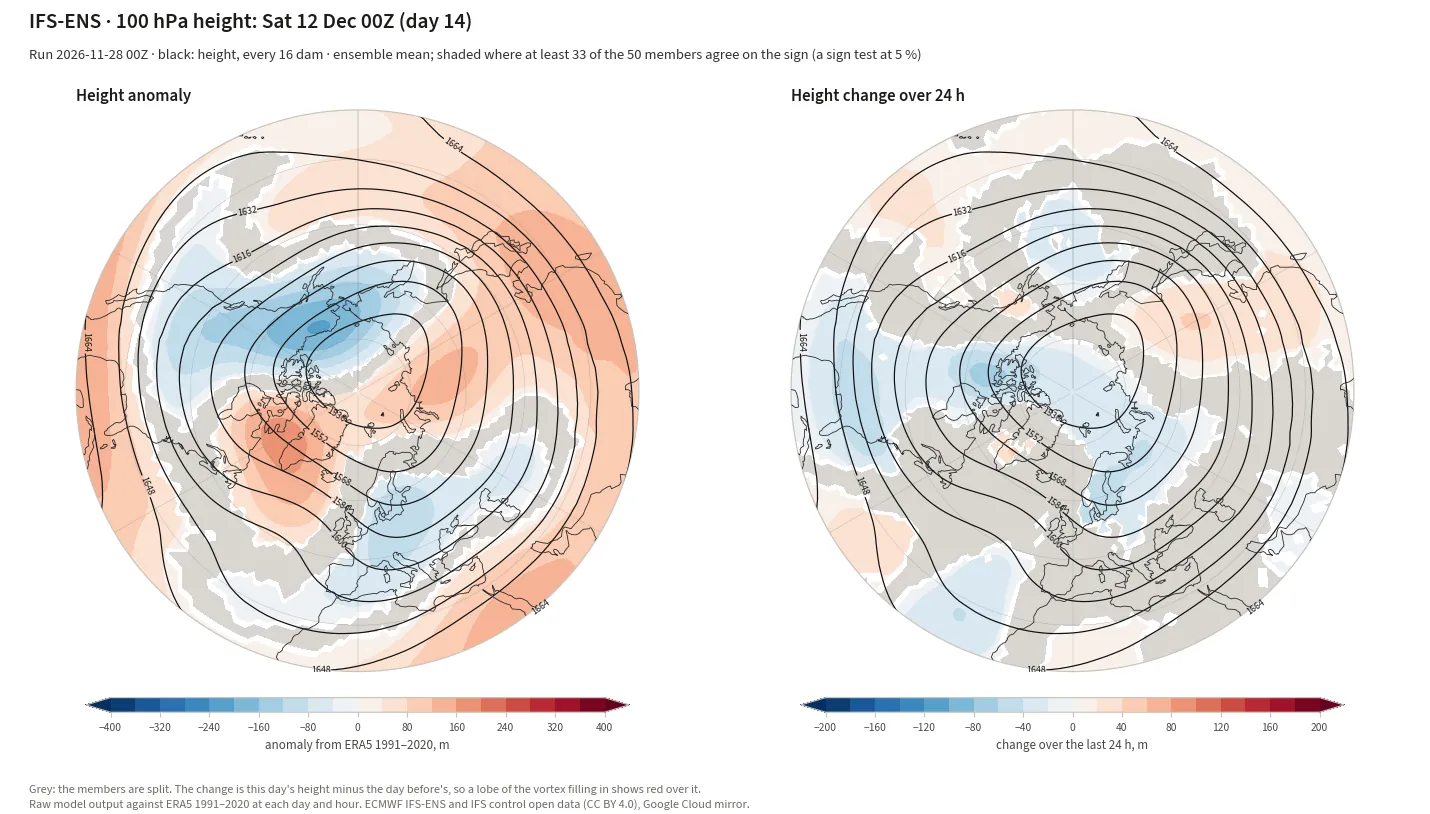 IFS-ENS · 100 hPa height: Sat 12 Dec 00Z (day 14)
Run 2026-11-28 00Z · black: height, every 16 dam · ensemble mean; shaded where at least 33 of the 50 members agree on the sign (a sign test at 5 %)
Height anomaly
Height change over 24 h
1664
1632
1616
1664
1648
1552
1568
1600
1664
1648
1664
1632
1616
1664
1648
1552
1568
1600
1664
1648
−400 −320 −240 −160 −80 0 80 160 240 320 400
anomaly from ERA5 1991–2020, m
−200 −160 −120 −80 −40 0 40 80 120 160 200
change over the last 24 h, m
Grey: the members are split. The change is this day's height minus the day before's, so a lobe of the vortex filling in shows red over it.
Raw model output against ERA5 1991–2020 at each day and hour. ECMWF IFS-ENS and IFS control open data (CC BY 4.0), Google Cloud mirror.